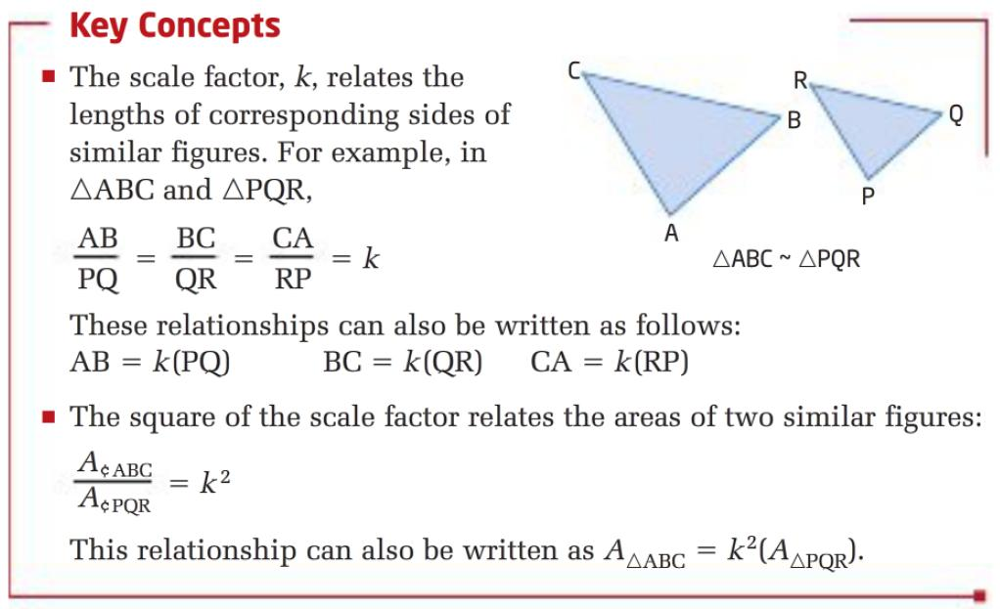 Key Concepts
■ The scale factor, k, relates the
lengths of corresponding sides of
similar figures. For example, in
△ABC and △PQR,
AB/PQ = BC/QR = CA/RP = k
C
B
A
R
Q
P
△ABC ~ △PQR
These relationships can also be written as follows:
AB = k(PQ) BC = k(QR) CA = k(RP)
■ The square of the scale factor relates the areas of two similar figures:
A¢ABC/A¢PQR = k²
This relationship can also be written as A△ABC = k²(A△PQR).